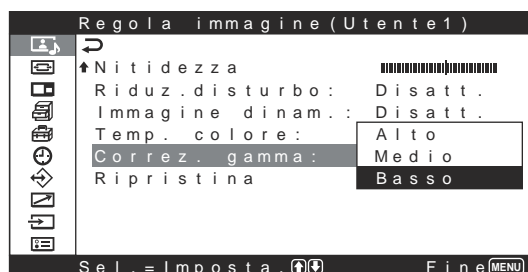 Regola immagine(Utente1)
Nitidezza
Riduz.disturbo: Disatt.
Immagine dinam.: Disatt.
Temp. colore: Alto
Correz. gamma: Medio
Ripristina Basso
Sel.=Imposta. Fine MENU